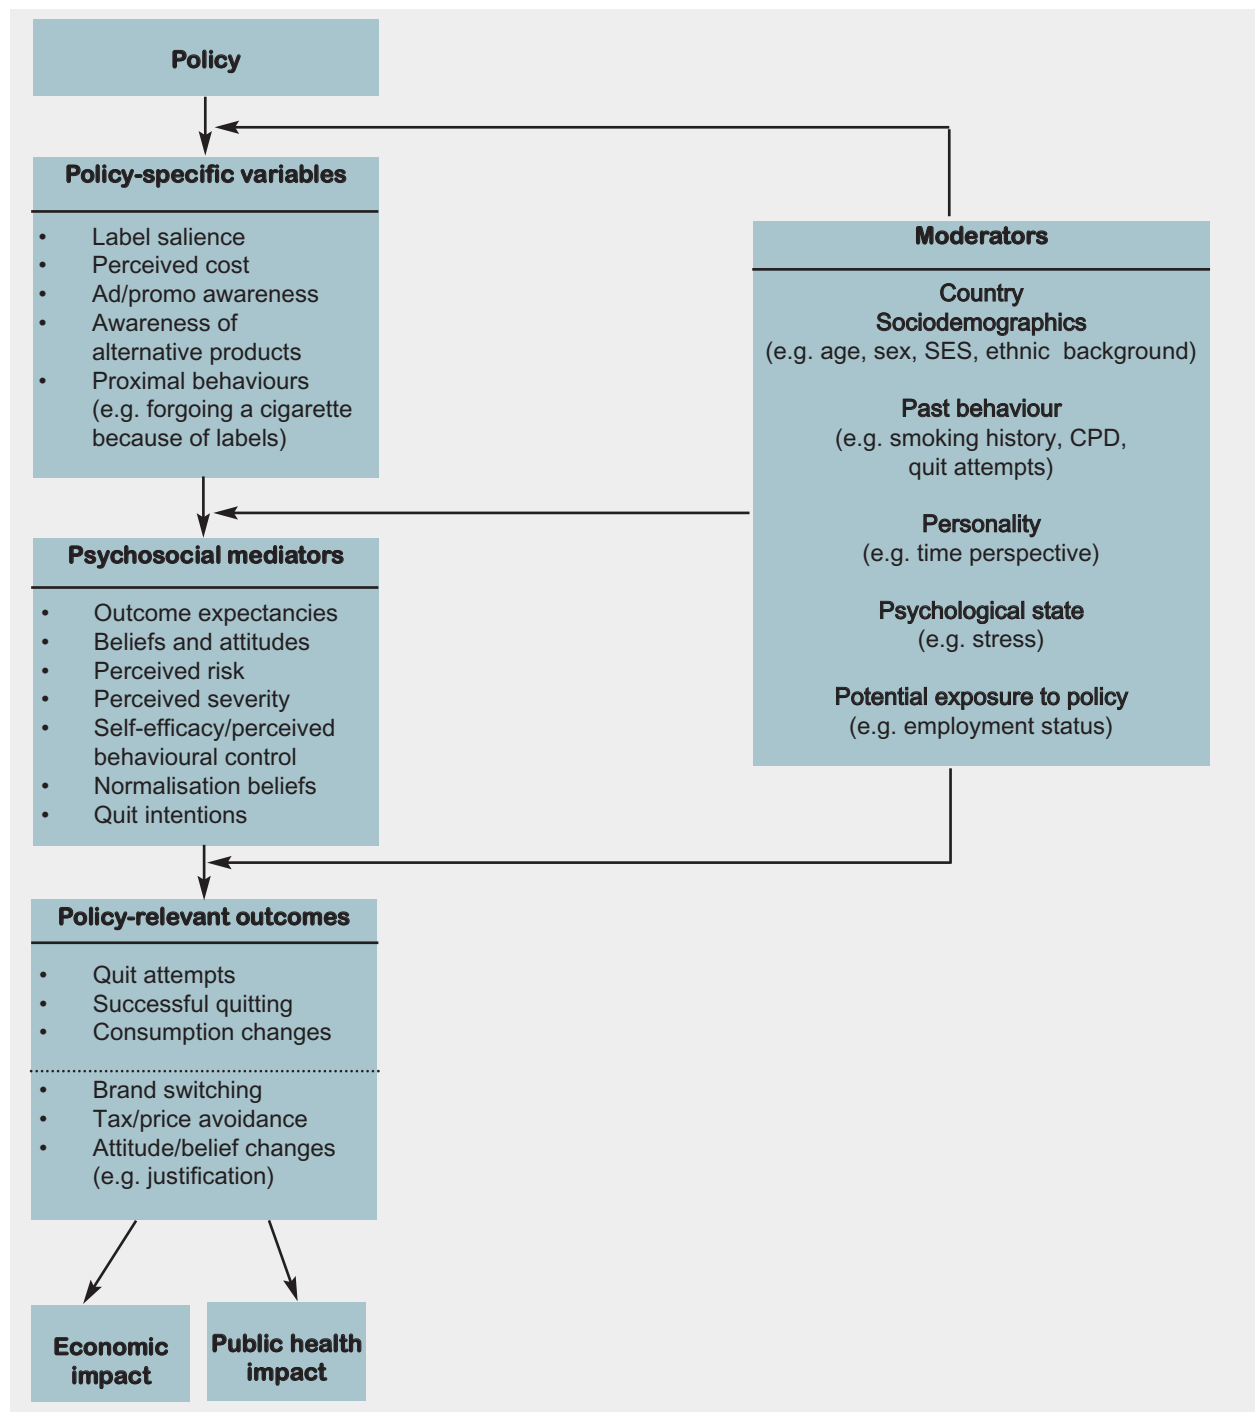 Policy
Policy-specific variables
• Label salience
• Perceived cost
• Ad/promo awareness
• Awareness of
alternative products
• Proximal behaviours
(e.g. forgoing a cigarette
because of labels)
Psychosocial mediators
• Outcome expectancies
• Beliefs and attitudes
• Perceived risk
• Perceived severity
• Self-efficacy/perceived
behavioural control
• Normalisation beliefs
• Quit intentions
Policy-relevant outcomes
• Quit attempts
• Successful quitting
• Consumption changes
• Brand switching
• Tax/price avoidance
• Attitude/belief changes
(e.g. justification)
Economic
impact
Public health
impact
Moderators
Country
Sociodemographics
(e.g. age, sex, SES, ethnic background)
Past behaviour
(e.g. smoking history, CPD,
quit attempts)
Personality
(e.g. time perspective)
Psychological state
(e.g. stress)
Potential exposure to policy
(e.g. employment status)